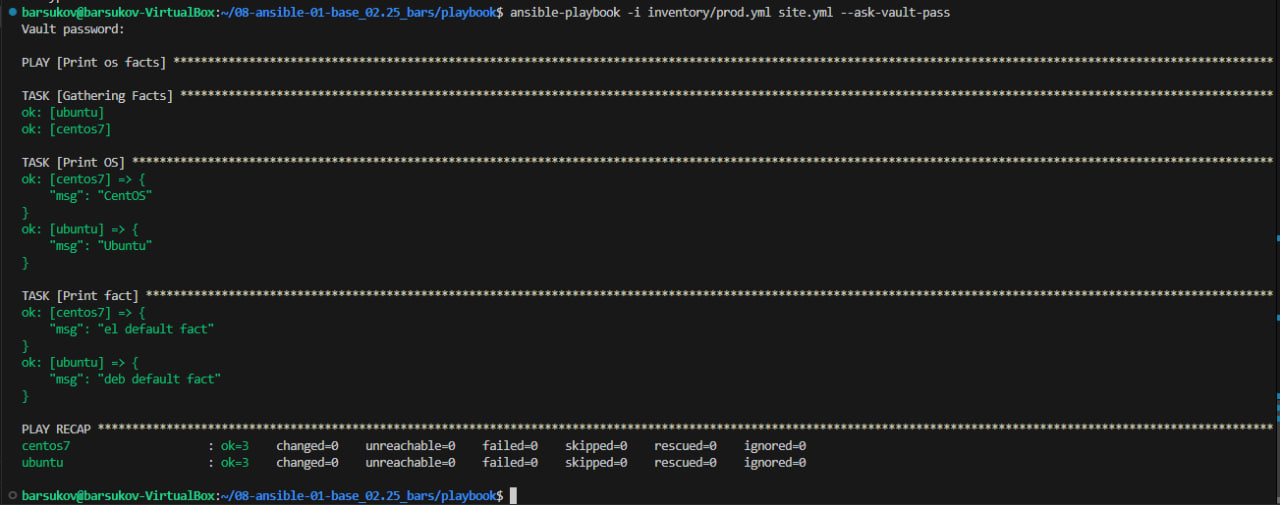 barsukov@barsukov-VirtualBox:~/08-ansible-01-base_02.25_bars/playbook$ ansible-playbook -i inventory/prod.yml site.yml --ask-vault-pass
Vault password:
PLAY [Print os facts] ****************************************************************************************************************************************************************
TASK [Gathering Facts] ***************************************************************************************************************************************************************
ok: [ubuntu]
ok: [centos7]
TASK [Print OS] **********************************************************************************************************************************************************************
ok: [centos7] => {
    "msg": "CentOS"
}
ok: [ubuntu] => {
    "msg": "Ubuntu"
}
TASK [Print fact] ********************************************************************************************************************************************************************
ok: [centos7] => {
    "msg": "el default fact"
}
ok: [ubuntu] => {
    "msg": "deb default fact"
}
PLAY RECAP ***************************************************************************************************************************************************************************
centos7                    : ok=3    changed=0    unreachable=0    failed=0    skipped=0    rescued=0    ignored=0
ubuntu                     : ok=3    changed=0    unreachable=0    failed=0    skipped=0    rescued=0    ignored=0
barsukov@barsukov-VirtualBox:~/08-ansible-01-base_02.25_bars/playbook$